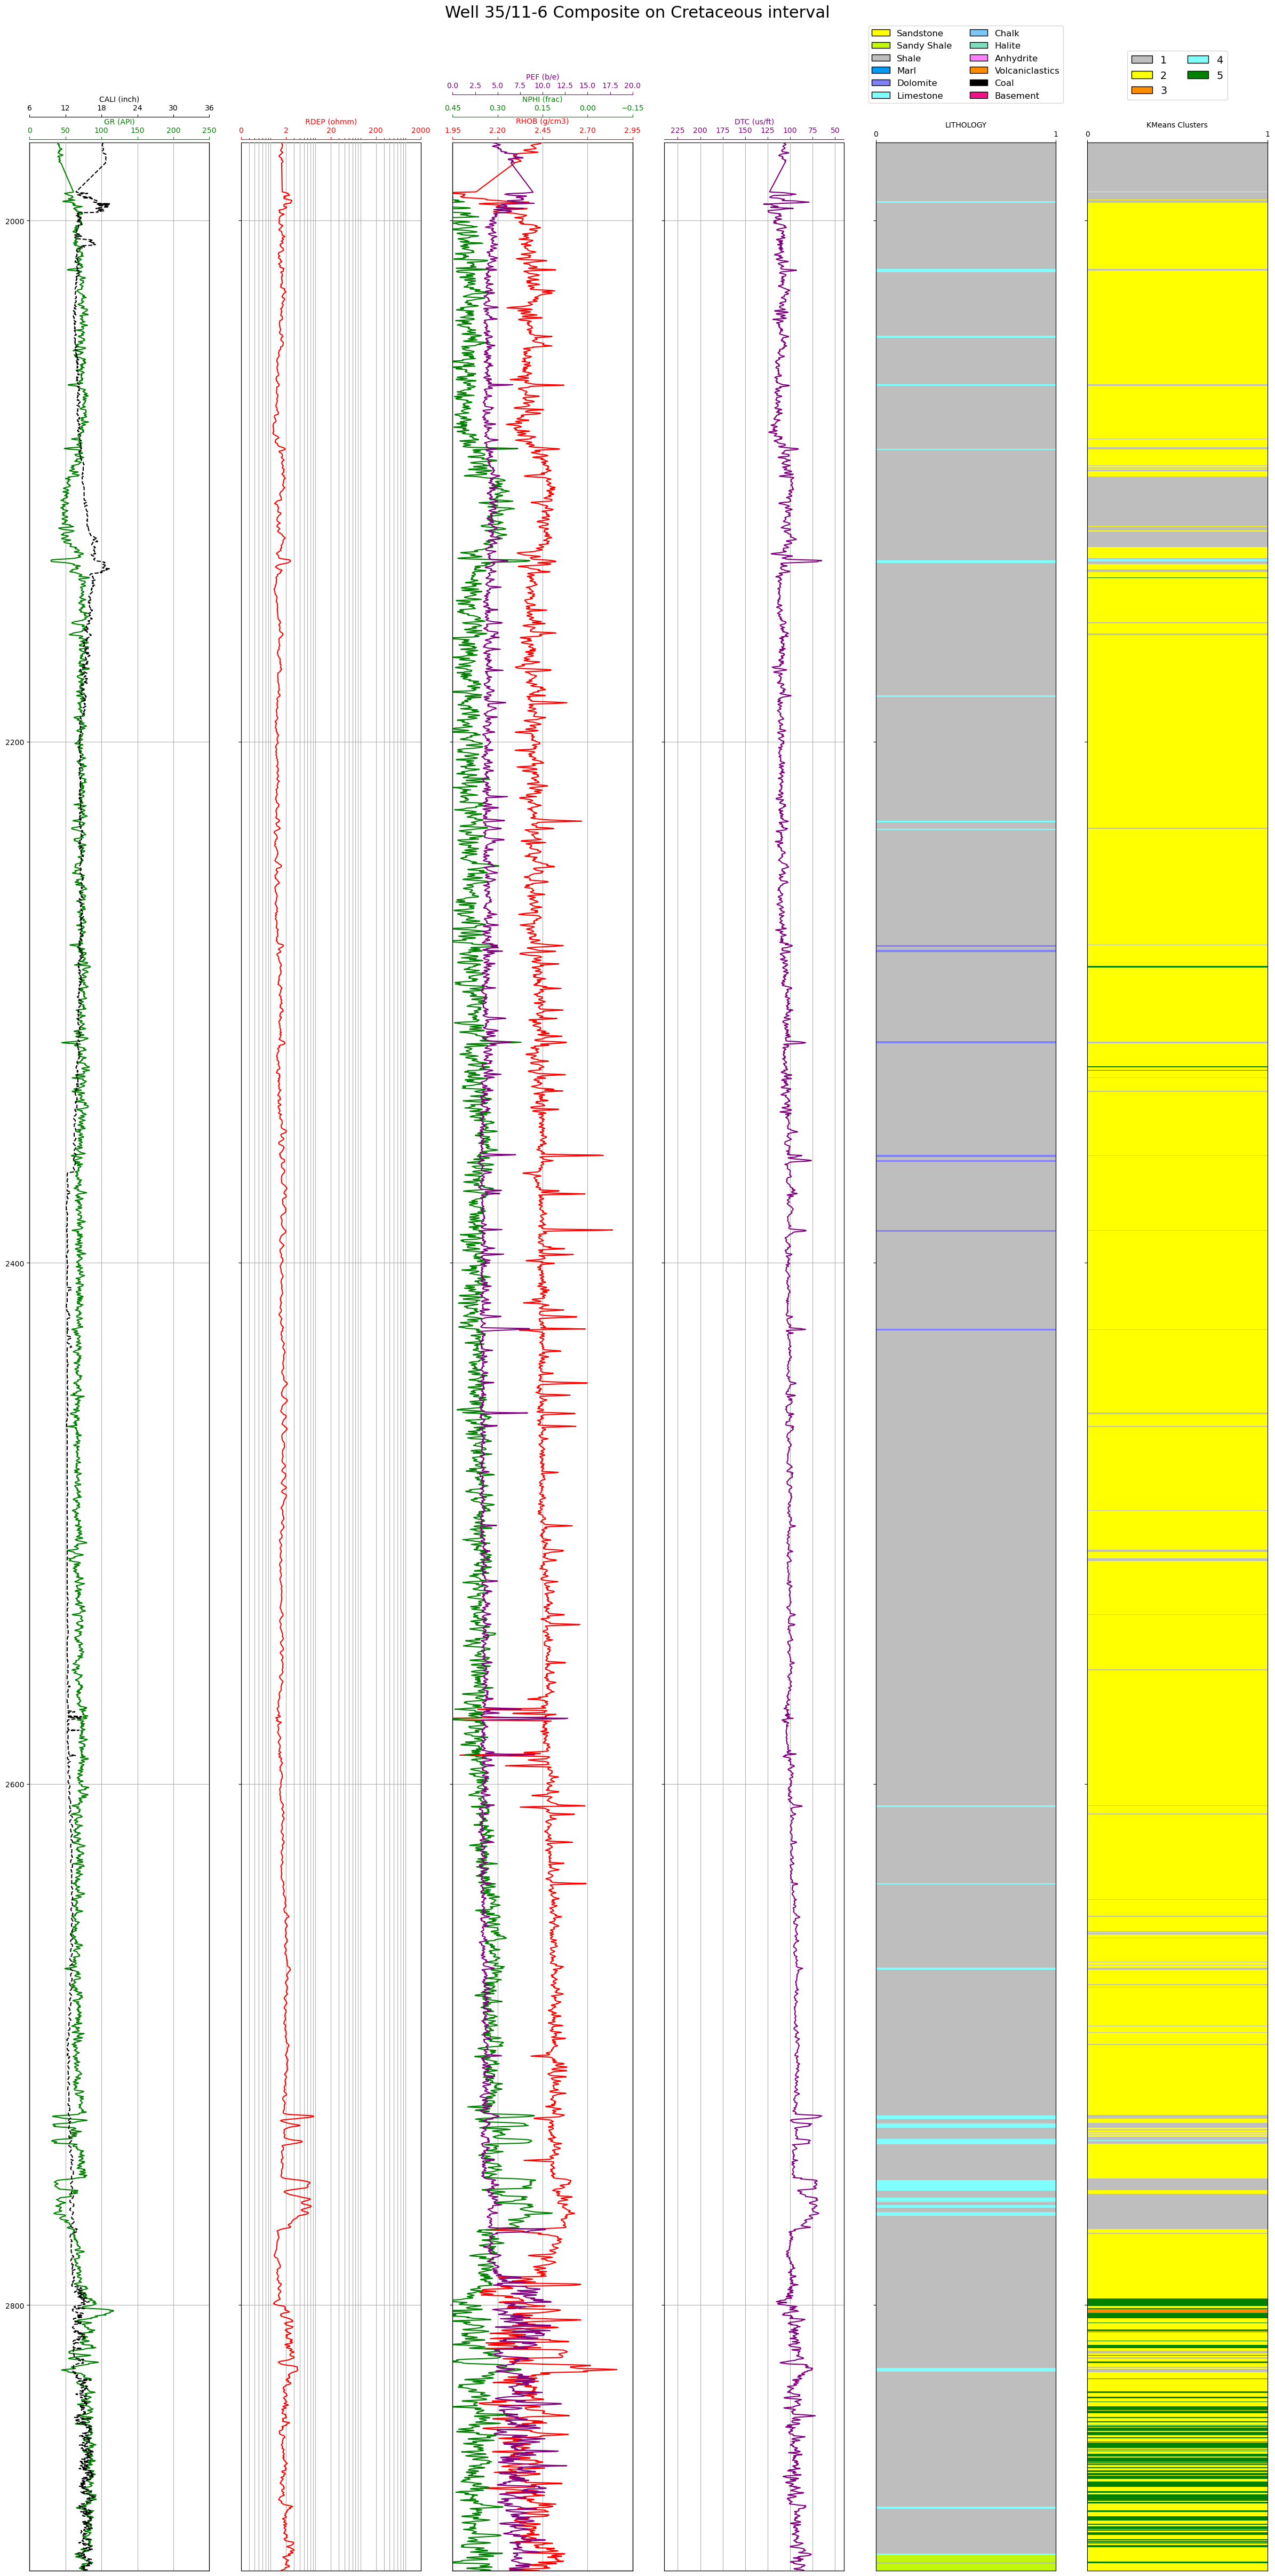 Well 35/11-6 Composite on Cretaceous interval
Sandstone Chalk
Sandy Shale Halite
Shale Anhydrite
Marl Volcaniclastics
Dolomite Coal
Limestone Basement
1 4
2 5
3
PEF (b/e)
0.0 2.5 5.0 7.5 10.0 12.5 15.0 17.5 20.0
CALI (inch)
6 12 18 24 30 36
NPHI (frac)
0.45 0.30 0.15 0.00 −0.15
GR (API)
0 50 100 150 200 250
RDEP (ohmm)
0 2 20 200 2000
RHOB (g/cm3)
1.95 2.20 2.45 2.70 2.95
DTC (us/ft)
225 200 175 150 125 100 75 50
LITHOLOGY
0 1
KMeans Clusters
0 1
2000
2200
2400
2600
2800